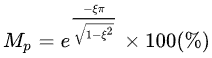 $M_p = e^{\frac{-\xi\pi}{\sqrt{1-\xi^2}}} \times 100(\%)$